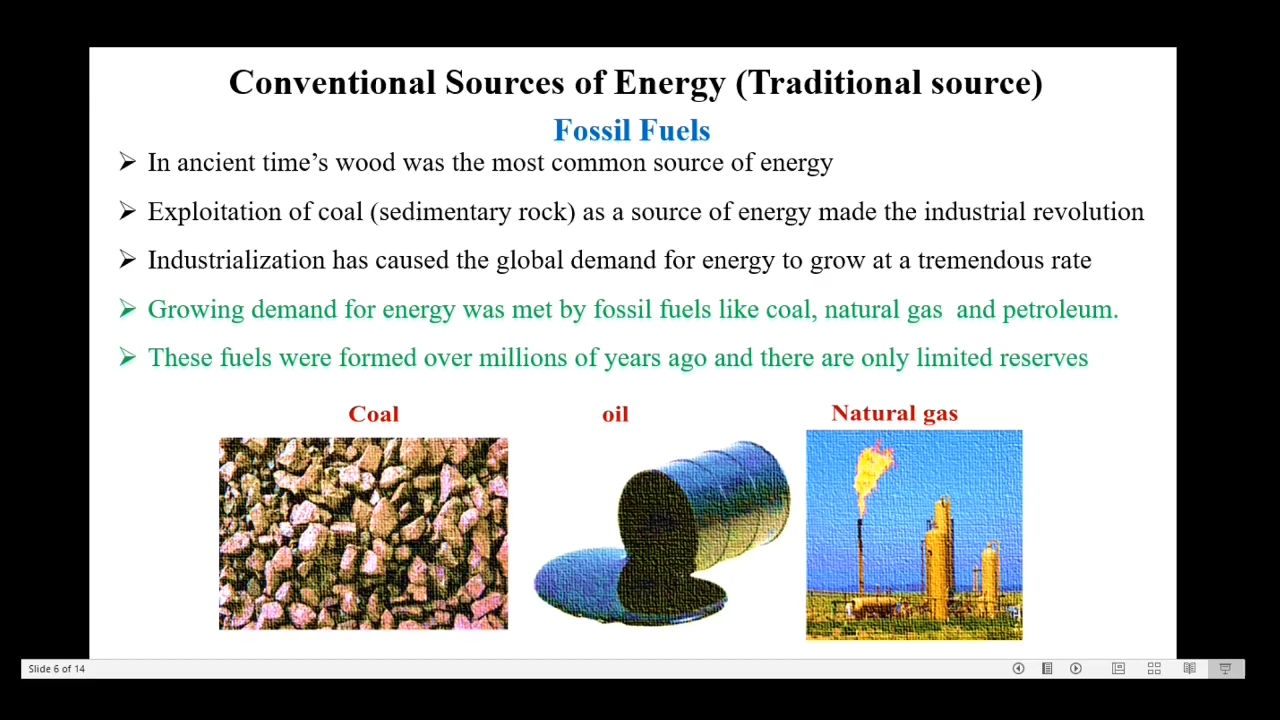 Conventional Sources of Energy (Traditional source)
Fossil Fuels
➢ In ancient time’s wood was the most common source of energy
➢ Exploitation of coal (sedimentary rock) as a source of energy made the industrial revolution
➢ Industrialization has caused the global demand for energy to grow at a tremendous rate
➢ Growing demand for energy was met by fossil fuels like coal, natural gas  and petroleum.
➢ These fuels were formed over millions of years ago and there are only limited reserves
Coal
oil
Natural gas
Slide 6 of 14